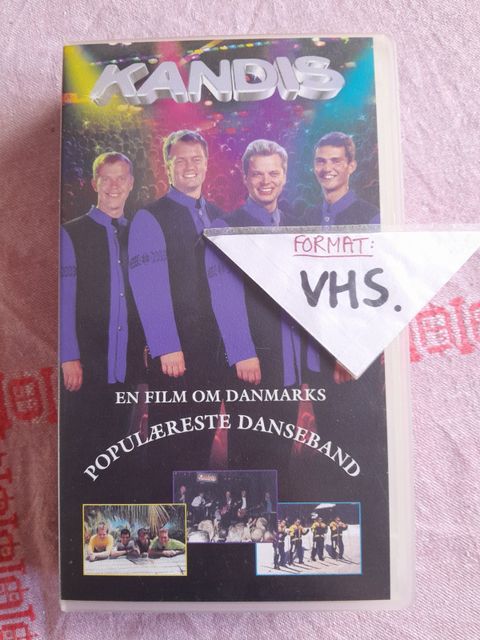 KANDIS
FORMAT:
VHS.
EN FILM OM DANMARKS
POPULÆRESTE DANSEBAND